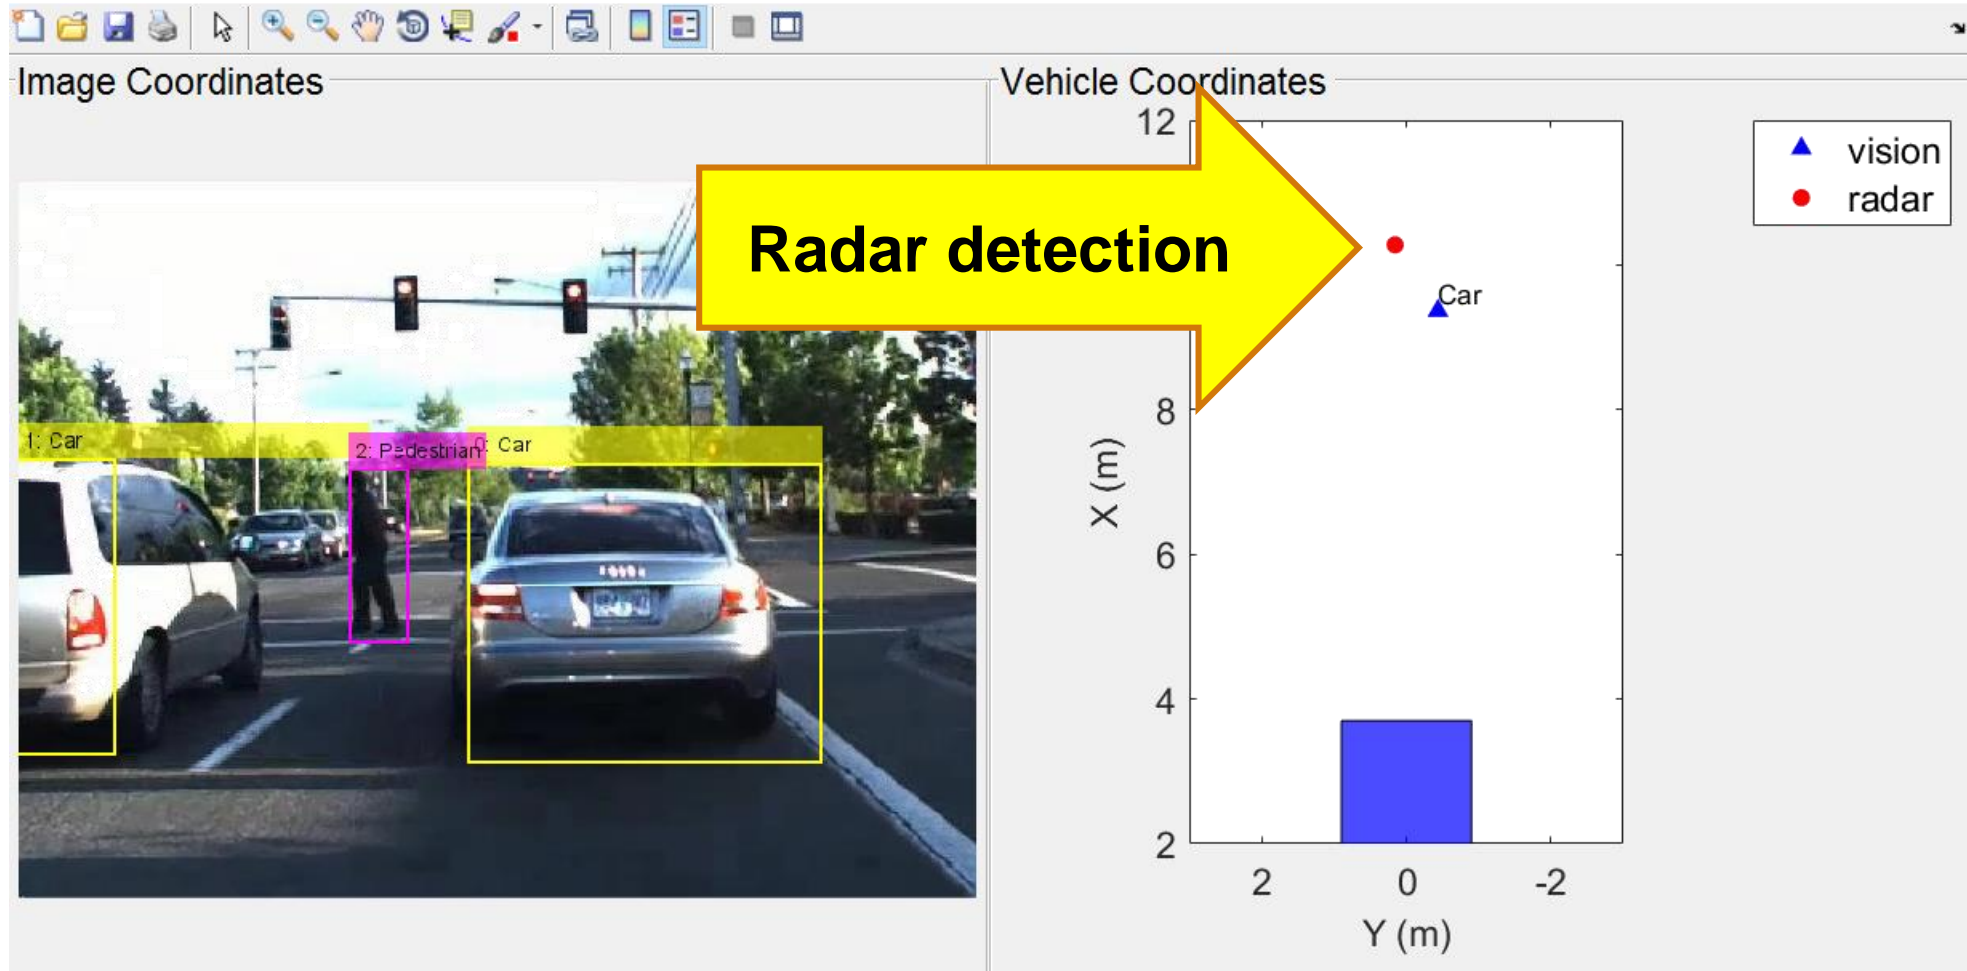 Image Coordinates
Vehicle Coordinates
12
vision
radar
Radar detection
Car
8
1: Car
2: Pedestrian
0: Car
X (m)
6
4
2
2
0
-2
Y (m)